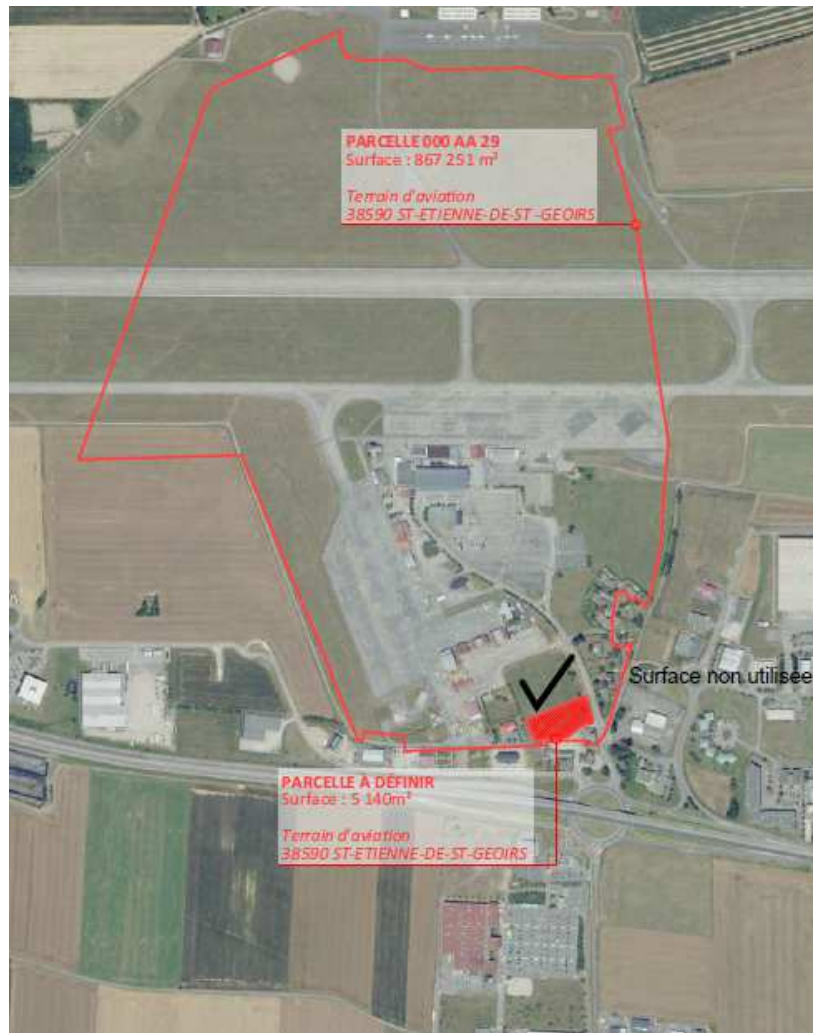 PARCELLE 000 AA 29
Surface : 867 251 m²
Terrain d'aviation
38590 ST-ETIENNE-DE-ST -GEOIRS
Surface non utilisée
PARCELLE À DÉFINIR
Surface : 5 140m²
Terrain d'aviation
38590 ST-ETIENNE-DE-ST-GEOIRS